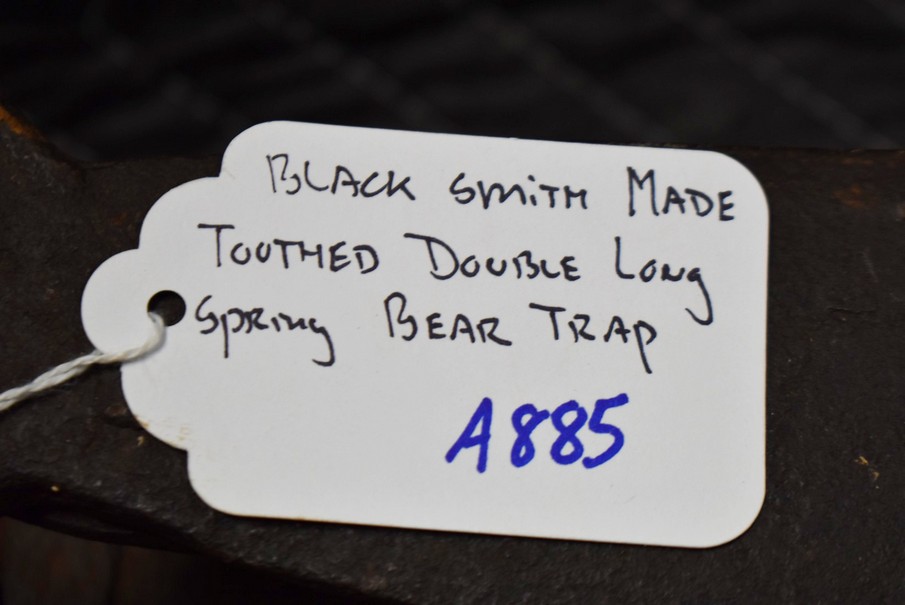 Black smith Made
Toothed Double Long
Spring Bear Trap
A885